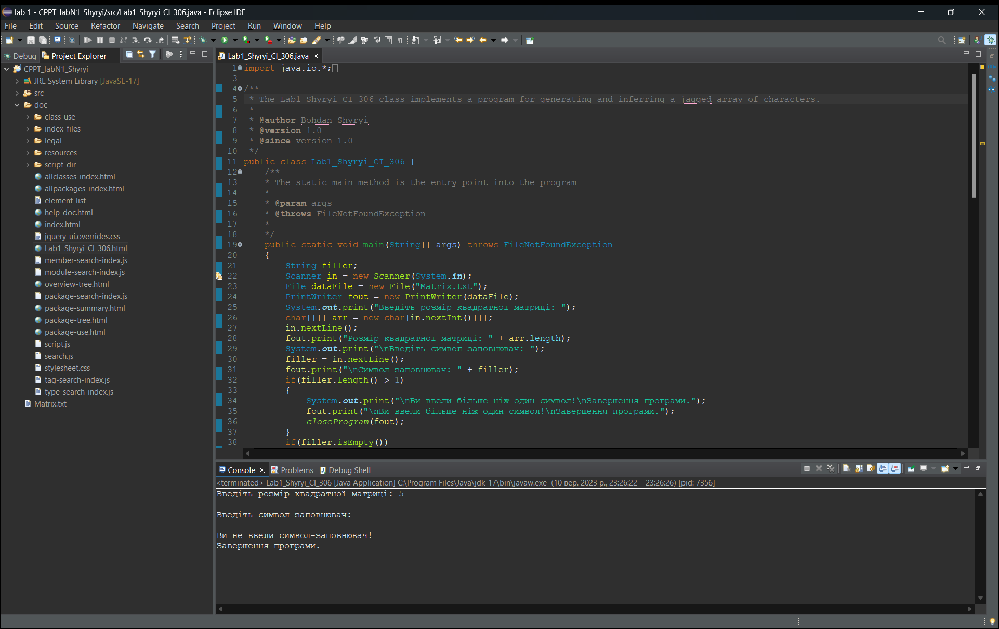 lab 1 - CPPT_labN1_Shyryi/src/Lab1_Shyryi_CI_306.java - Eclipse IDE
File Edit Source Refactor Navigate Search Project Run Window Help
Debug Project Explorer
CPPT_labN1_Shyryi
JRE System Library [JavaSE-17]
src
doc
class-use
index-files
legal
resources
script-dir
allclasses-index.html
allpackages-index.html
element-list
help-doc.html
index.html
jquery-ui.overrides.css
Lab1_Shyryi_CI_306.html
member-search-index.js
module-search-index.js
overview-tree.html
package-search-index.js
package-summary.html
package-tree.html
package-use.html
script.js
search.js
stylesheet.css
tag-search-index.js
type-search-index.js
Matrix.txt
Lab1_Shyryi_CI_306.java
1 import java.io.*;
3
4 /**
5  * The Lab1_Shyryi_CI_306 class implements a program for generating and inferring a jagged array of characters.
6  *
7  * @author Bohdan Shyryi
8  * @version 1.0
9  * @since version 1.0
10  */
11 public class Lab1_Shyryi_CI_306 {
12     /**
13     * The static main method is the entry point into the program
14     *
15     * @param args
16     * @throws FileNotFoundException
17     *
18     */
19     public static void main(String[] args) throws FileNotFoundException
20     {
21         String filler;
22         Scanner in = new Scanner(System.in);
23         File dataFile = new File("Matrix.txt");
24         PrintWriter fout = new PrintWriter(dataFile);
25         System.out.print("Введіть розмір квадратної матриці: ");
26         char[][] arr = new char[in.nextInt()][];
27         in.nextLine();
28         fout.print("Розмір квадратної матриці: " + arr.length);
29         System.out.print("\nВведіть символ-заповнювач: ");
30         filler = in.nextLine();
31         fout.print("\nСимвол-заповнювач: " + filler);
32         if(filler.length() > 1)
33         {
34             System.out.print("\nВи ввели більше ніж один символ!\nЗавершення програми.");
35             fout.print("\nВи ввели більше ніж один символ!\nЗавершення програми.");
36             closeProgram(fout);
37         }
38         if(filler.isEmpty())
Console Problems Debug Shell
<terminated> Lab1_Shyryi_CI_306 [Java Application] C:\Program Files\Java\jdk-17\bin\javaw.exe (10 вер. 2023 р., 23:26:22 – 23:26:26) [pid: 7356]
Введіть розмір квадратної матриці: 5
Введіть символ-заповнювач:
Ви не ввели символ-заповнювач!
Завершення програми.